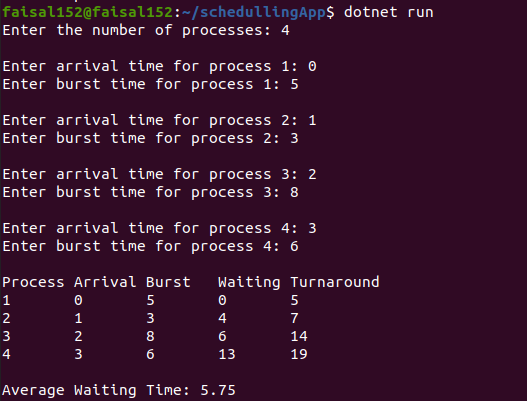 faisal152@faisal152:~/schedullingApp$ dotnet run
Enter the number of processes: 4
Enter arrival time for process 1: 0
Enter burst time for process 1: 5
Enter arrival time for process 2: 1
Enter burst time for process 2: 3
Enter arrival time for process 3: 2
Enter burst time for process 3: 8
Enter arrival time for process 4: 3
Enter burst time for process 4: 6
Process Arrival Burst Waiting Turnaround
1 0 5 0 5
2 1 3 4 7
3 2 8 6 14
4 3 6 13 19
Average Waiting Time: 5.75